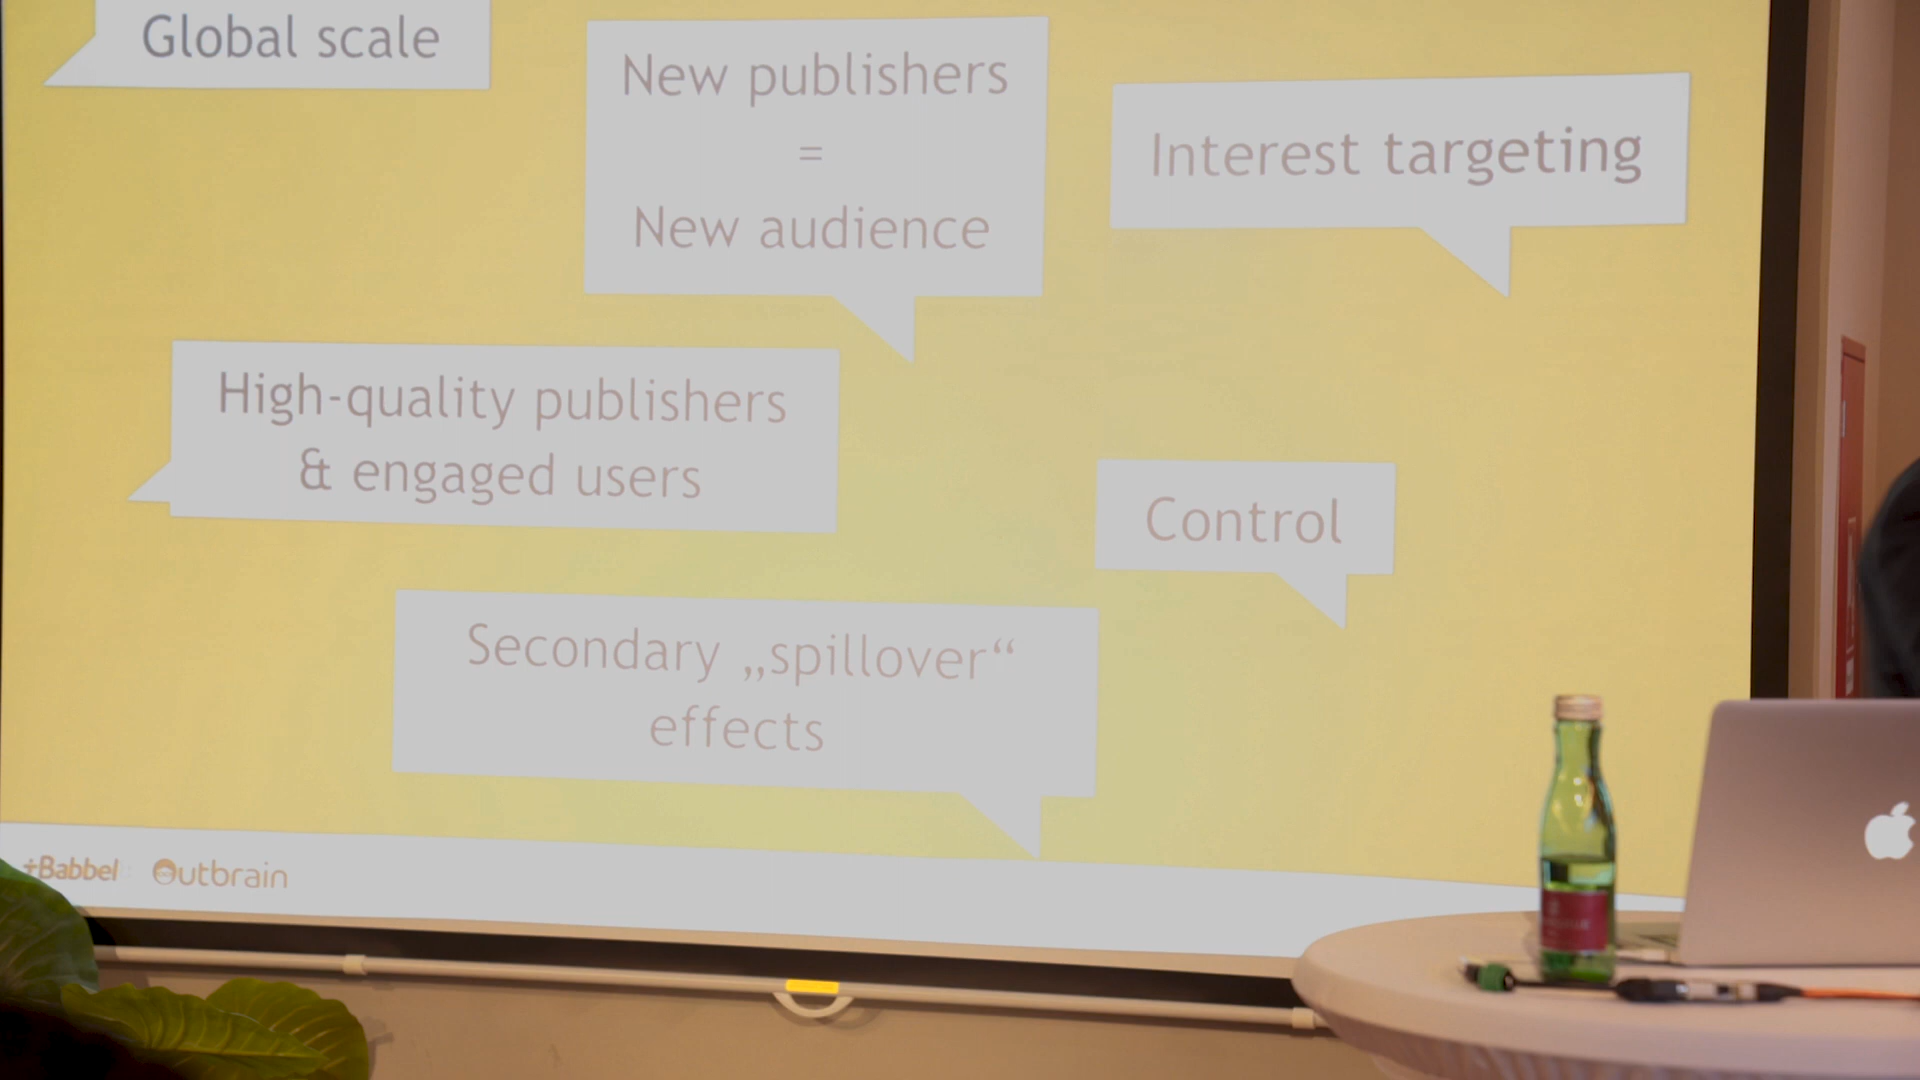 Global scale
New publishers
=
New audience
Interest targeting
High-quality publishers
& engaged users
Control
Secondary „spillover“
effects
+Babbel
Outbrain